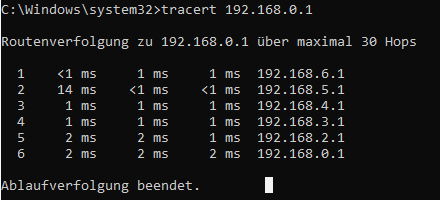 C:\Windows\system32>tracert 192.168.0.1
Routenverfolgung zu 192.168.0.1 über maximal 30 Hops
1 <1 ms 1 ms 1 ms 192.168.6.1
2 14 ms <1 ms <1 ms 192.168.5.1
3 1 ms 1 ms 1 ms 192.168.4.1
4 1 ms 1 ms 1 ms 192.168.3.1
5 2 ms 2 ms 1 ms 192.168.2.1
6 2 ms 2 ms 2 ms 192.168.0.1
Ablaufverfolgung beendet.